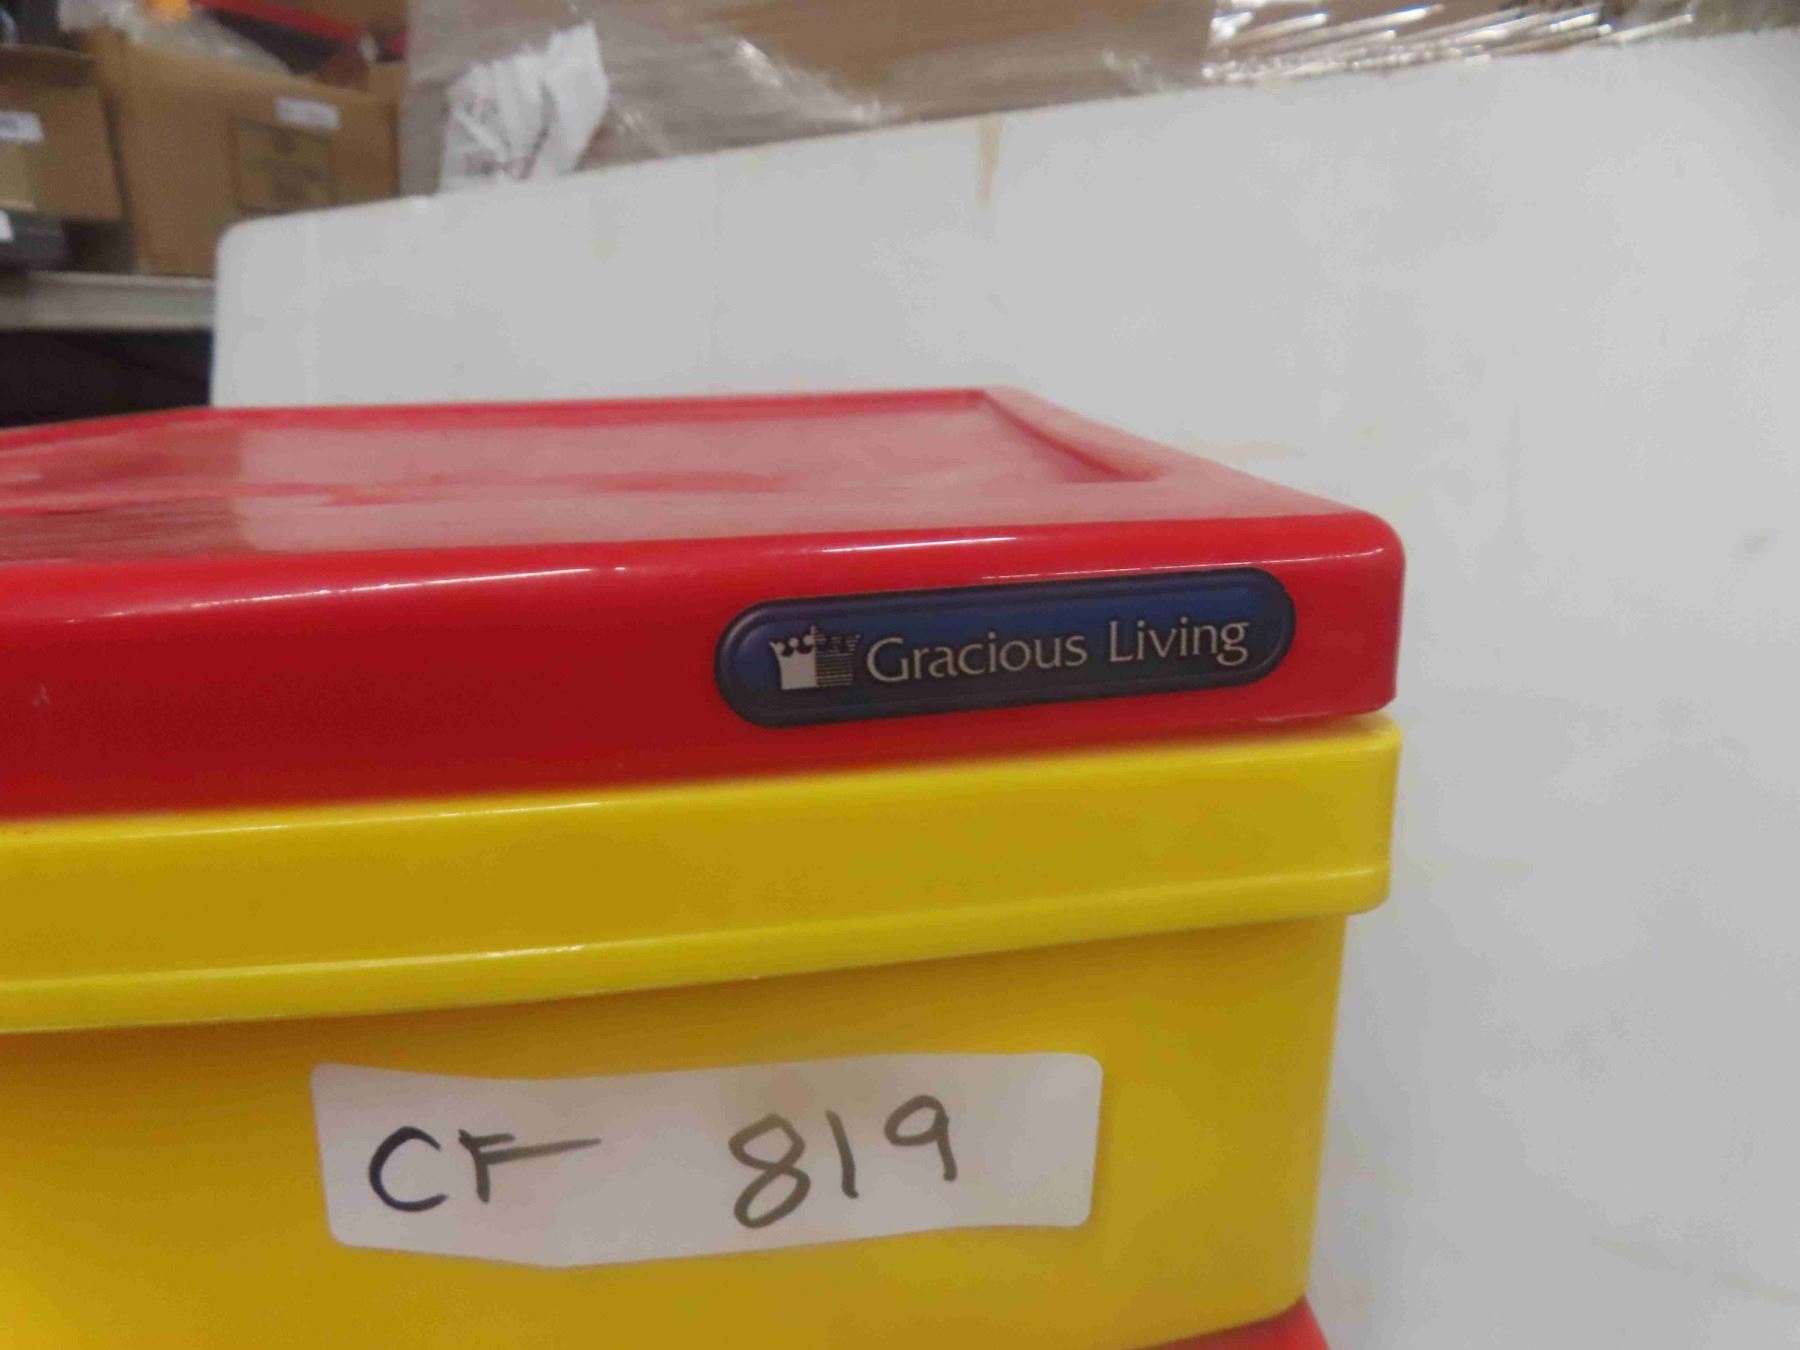 Gracious Living
CF 819